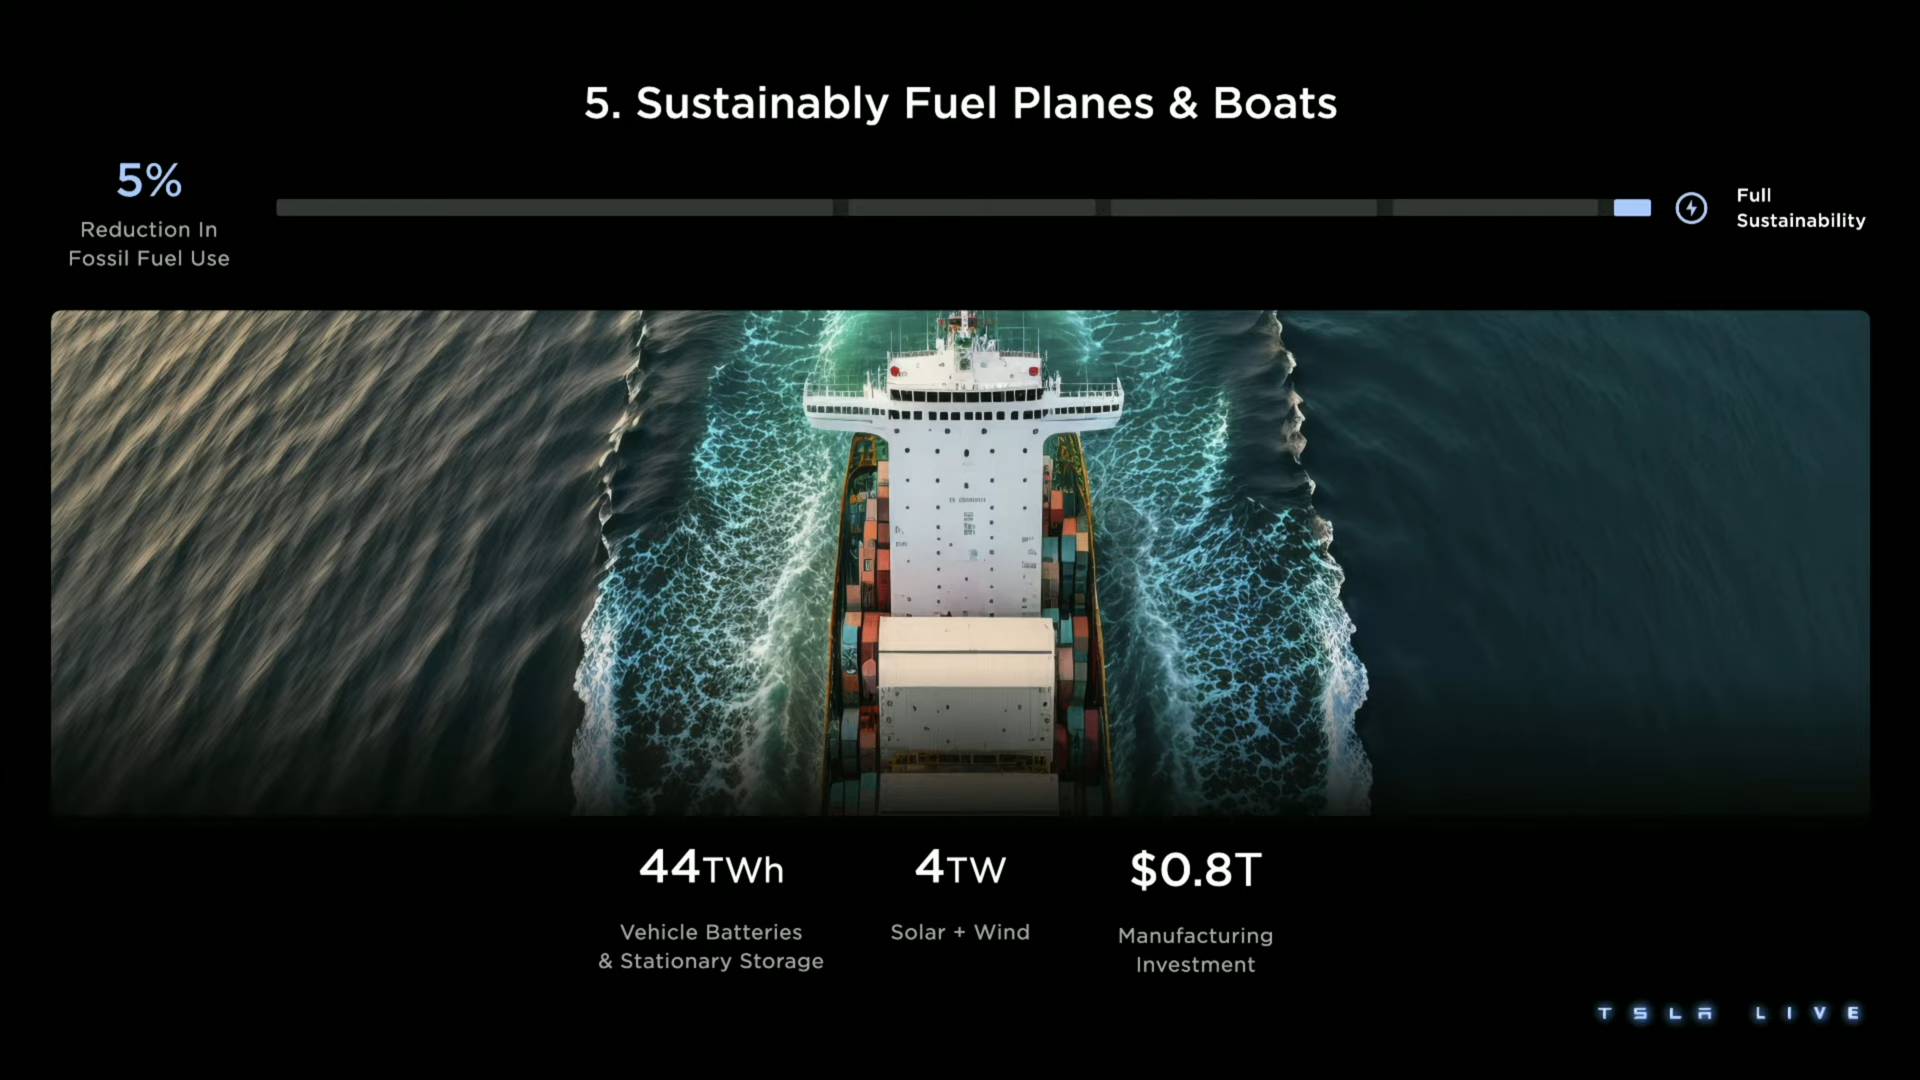 5. Sustainably Fuel Planes & Boats
5%
Reduction In
Fossil Fuel Use
Full
Sustainability
44TWh
Vehicle Batteries
& Stationary Storage
4TW
Solar + Wind
$0.8T
Manufacturing
Investment
TSLA LIVE